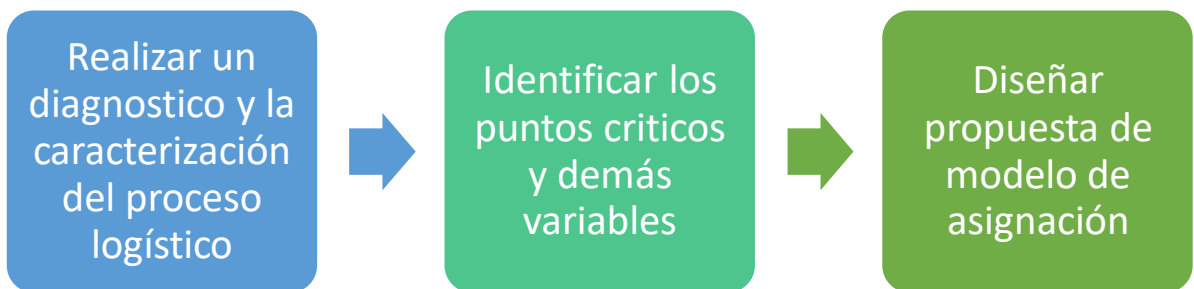 Realizar un
diagnostico y la
caracterización
del proceso
logístico
Identificar los
puntos criticos
y demás
variables
Diseñar
propuesta de
modelo de
asignación